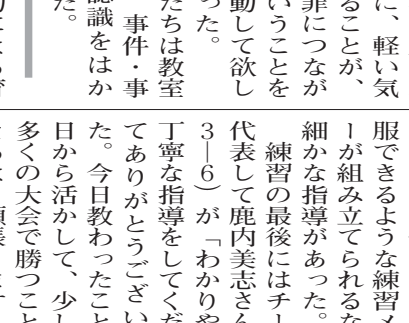 に、軽い気
ることが、
罪につなが
いうことを
動して欲し
った。
たちは教室
事件・事
認識をはか
た。
服できるような練習メ
ーが組み立てられるな
細かな指導があった。
練習の最後にはチー
代表して鹿内美志さん
3―6)が「わかりや
丁寧な指導をしてくだ
てありがとうござい
た。今日教わったこと
日から活かして、少し
多くの大会で勝つこと